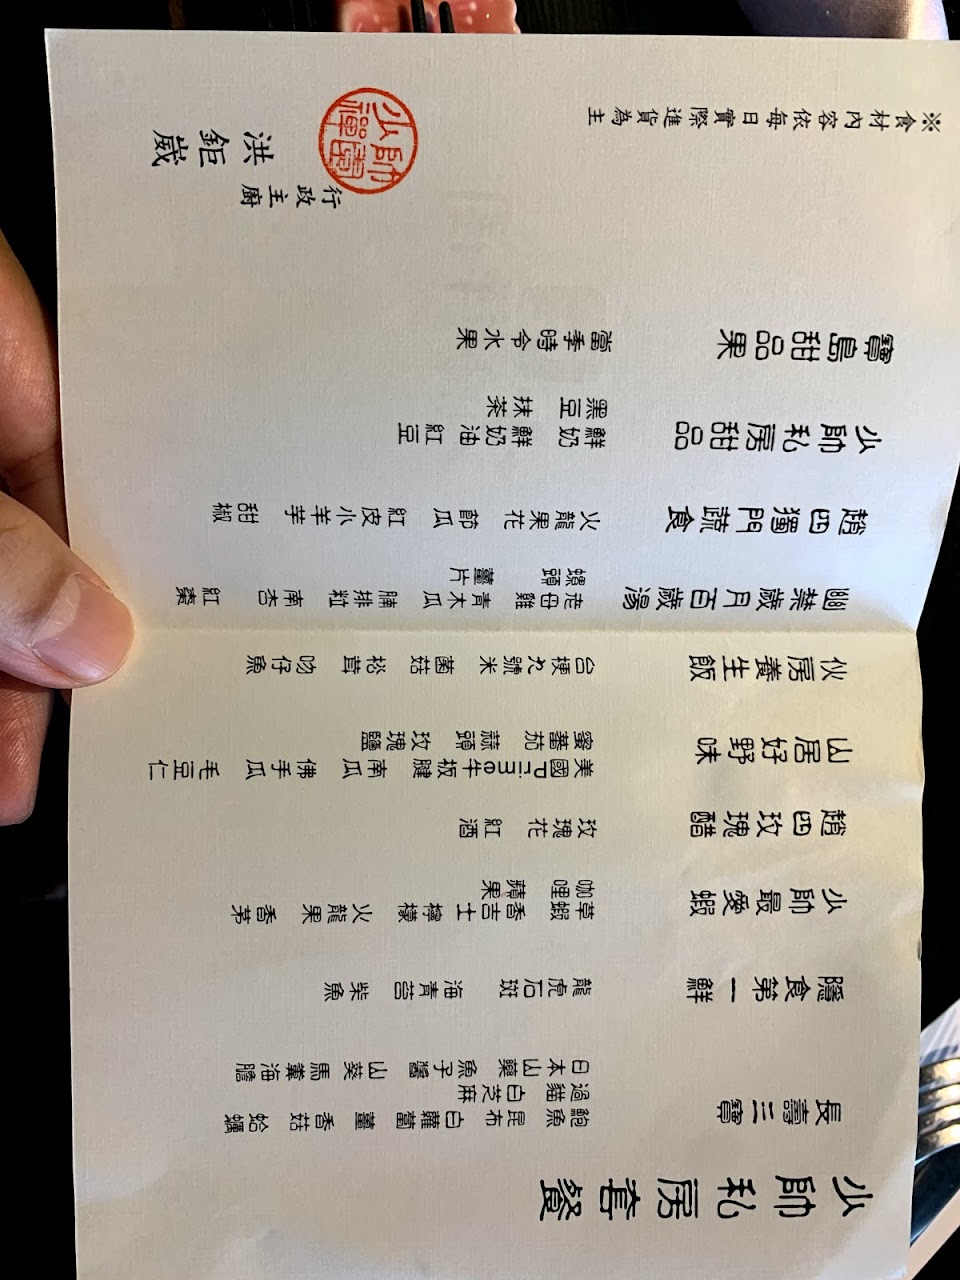 少帥私房套餐
長壽三寶
鮑魚 昆布 白蘿蔔 薑 香菇 蛤蠣
過貓 白芝麻
日本山藥 魚子醬 山葵 馬糞海膽
隱食第一鮮 龍虎石斑 海青苔 柴魚
少帥最愛蝦 草蝦 香吉士 檸檬 火龍果 香茅
咖哩 蘋果
趙四玫瑰醋 玫瑰花 紅酒
山居好野味 美國Prime牛板腱 南瓜 佛手瓜 毛豆仁
蜜蕃茄 蒜頭 玫瑰鹽
伙房養生飯 台梗九號米 菌菇 松茸 吻仔魚
幽禁歲月百歲湯 老母雞 青木瓜 腩排粒 南杏 紅棗
螺頭 薑片
趙四獨門蔬食 火龍果花 節瓜 紅皮小羊芋 甜椒
少帥私房甜品 鮮奶 鮮奶油 紅豆
黑豆 抹茶
寶島甜品果 當季時令水果
行政主廚
少帥禪園
洪鉅崴
※食材內容依每日實際進貨為主